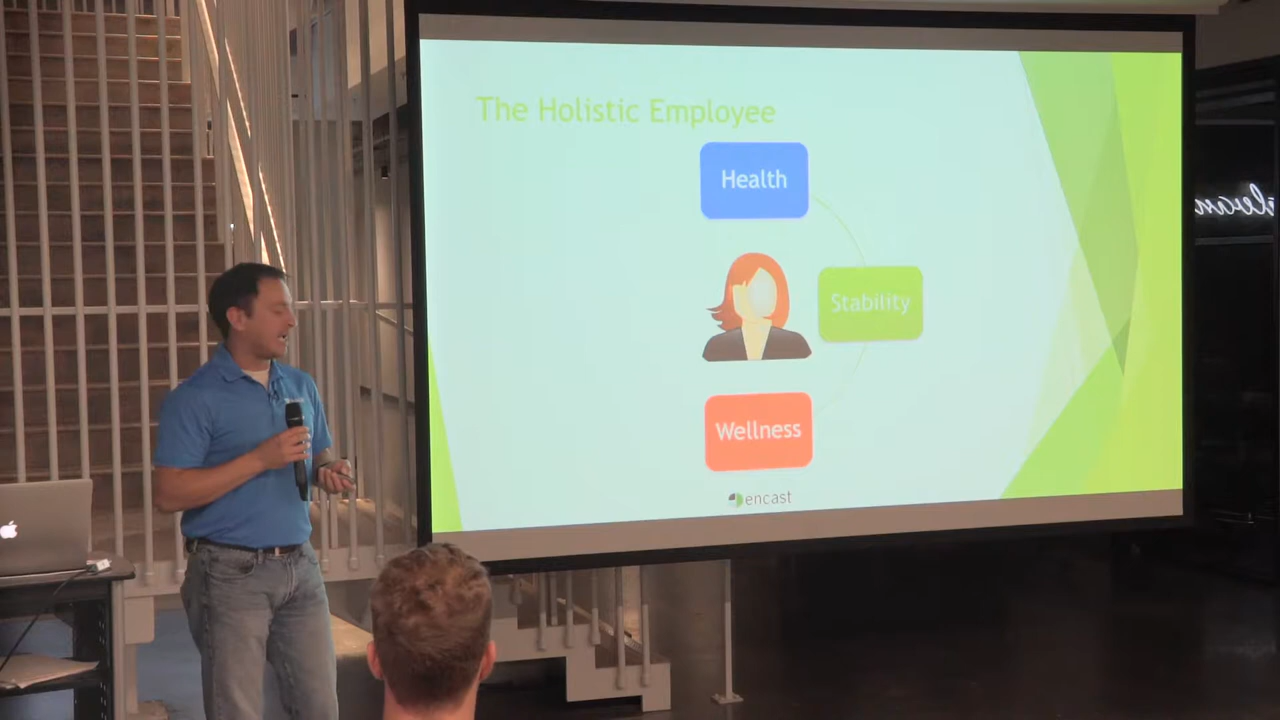 The Holistic Employee
Health
Stability
Wellness
encast